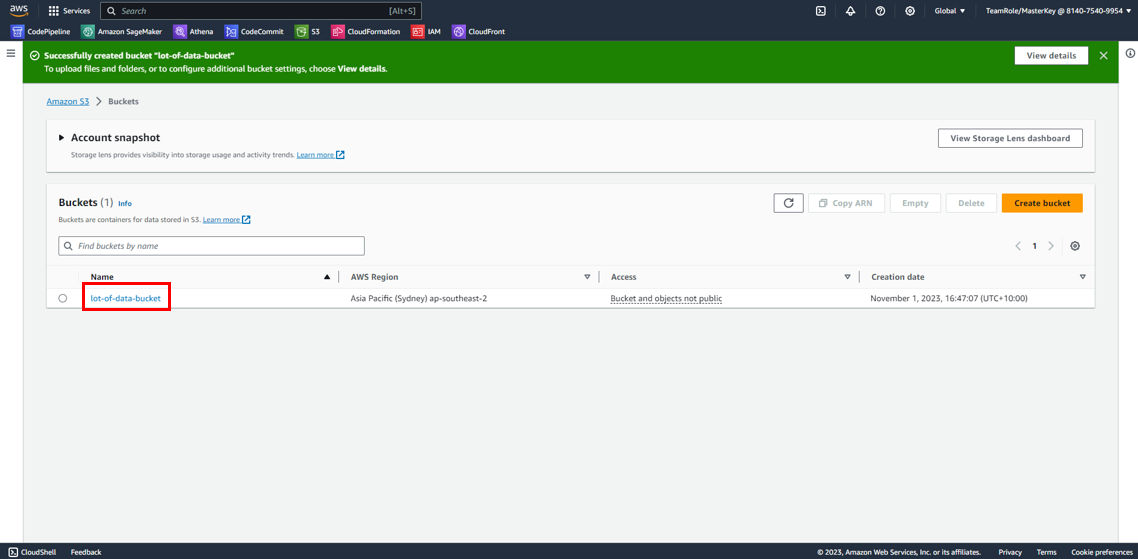 aws Services Search [Alt+S] Global TeamRole/MasterKey @ 8140-7540-9954
CodePipeline Amazon SageMaker Athena CodeCommit S3 CloudFormation IAM CloudFront
Successfully created bucket "lot-of-data-bucket"
To upload files and folders, or to configure additional bucket settings, choose View details.
View details
Amazon S3 Buckets
Account snapshot
Storage lens provides visibility into storage usage and activity trends. Learn more
View Storage Lens dashboard
Buckets (1) Info
Buckets are containers for data stored in S3. Learn more
Copy ARN Empty Delete Create bucket
Find buckets by name
1
Name AWS Region Access Creation date
lot-of-data-bucket Asia Pacific (Sydney) ap-southeast-2 Bucket and objects not public November 1, 2023, 16:47:07 (UTC+10:00)
CloudShell Feedback © 2023, Amazon Web Services, Inc. or its affiliates. Privacy Terms Cookie preferences